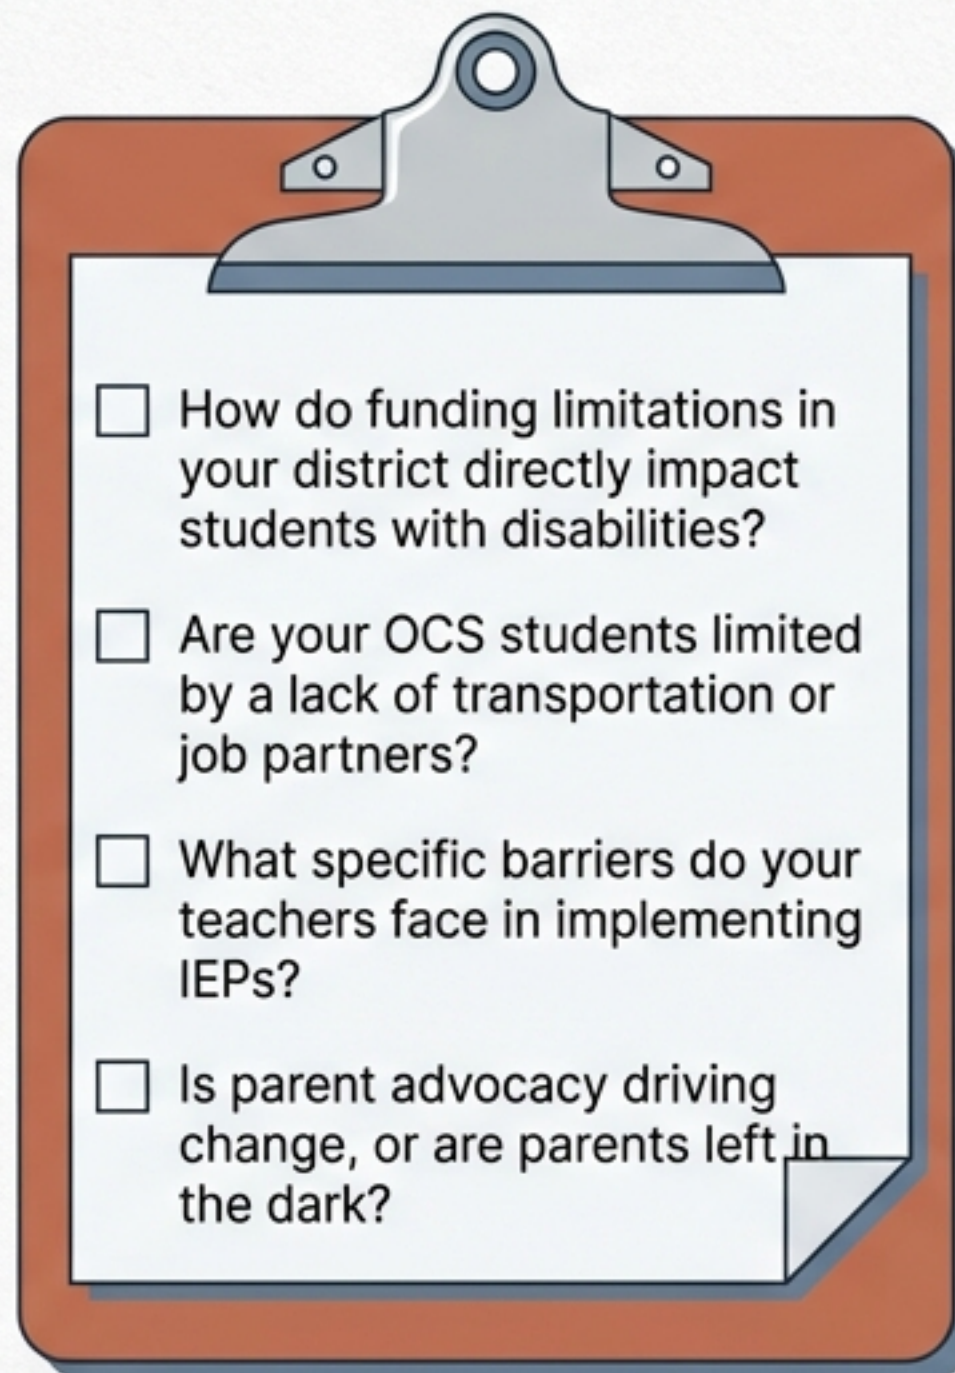 How do funding limitations in
your district directly impact
students with disabilities?
Are your OCS students limited
by a lack of transportation or
job partners?
What specific barriers do your
teachers face in implementing
IEPs?
Is parent advocacy driving
change, or are parents left in
the dark?